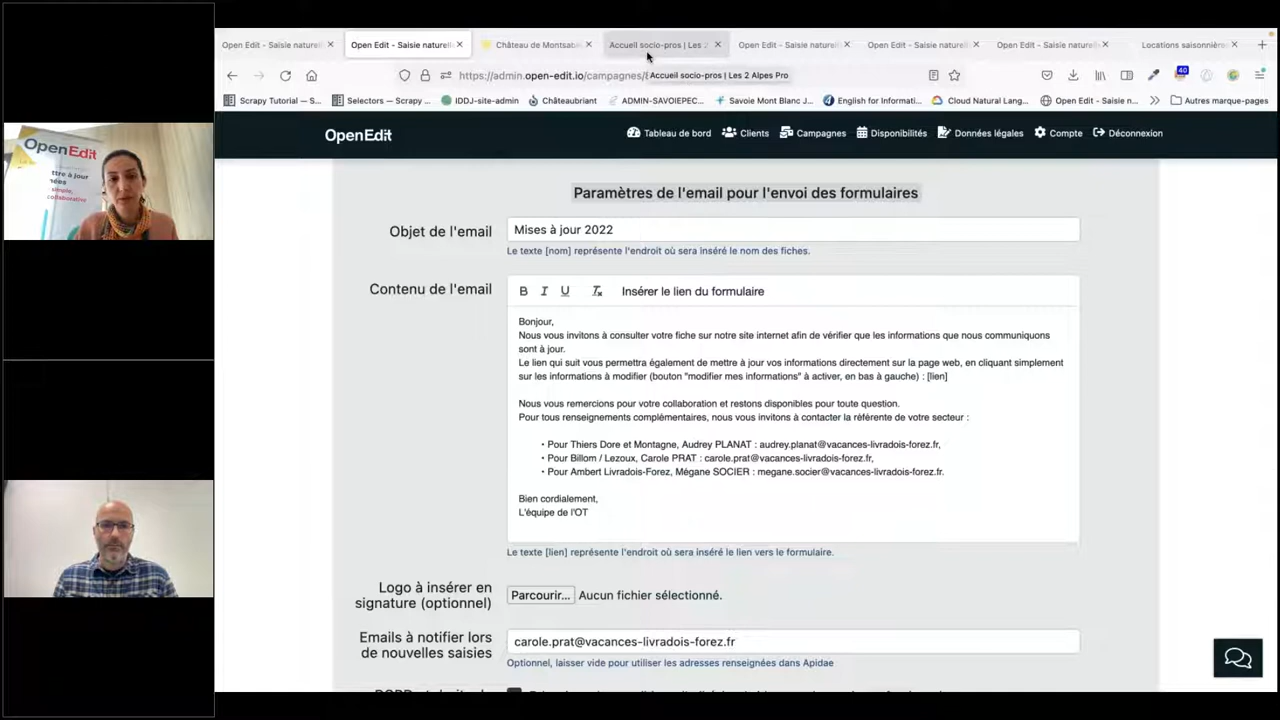 Open Edit - Saisie naturell
Open Edit - Saisie naturell
Château de Montsab
Accueil socio-pros | Les 2
Open Edit - Saisie naturell
Open Edit - Saisie naturell
Open Edit - Saisie naturell
Locations saisonnière
https://admin.open-edit.io/campagnes/
Accueil socio-pros | Les 2 Alpes Pro
40
Scrapy Tutorial — S...
Selectors — Scrapy ...
IDDJ-site-admin
Châteaubriant
ADMIN-SAVOIEPEC...
Savoie Mont Blanc J...
English for Informati...
Cloud Natural Lang...
Open Edit - Saisie n...
Autres marque-pages
OpenEdit
Tableau de bord
Clients
Campagnes
Disponibilités
Données légales
Compte
Déconnexion
OpenEdit
Paramètres de l'email pour l'envoi des formulaires
Objet de l'email
Mises à jour 2022
Le texte [nom] représente l'endroit où sera inséré le nom des fiches.
Contenu de l'email
B I U Insérer le lien du formulaire
Bonjour,
Nous vous invitons à consulter votre fiche sur notre site internet afin de vérifier que les informations que nous communiquons
sont à jour.
Le lien qui suit vous permettra également de mettre à jour vos informations directement sur la page web, en cliquant simplement
sur les informations à modifier (bouton "modifier mes informations" à activer, en bas à gauche) : [lien]
Nous vous remercions pour votre collaboration et restons disponibles pour toute question.
Pour tous renseignements complémentaires, nous vous invitons à contacter la référente de votre secteur :
• Pour Thiers Dore et Montagne, Audrey PLANAT : audrey.planat@vacances-livradois-forez.fr,
• Pour Billom / Lezoux, Carole PRAT : carole.prat@vacances-livradois-forez.fr,
• Pour Ambert Livradois-Forez, Mégane SOCIER : megane.socier@vacances-livradois-forez.fr.
Bien cordialement,
L'équipe de l'OT
Le texte [lien] représente l'endroit où sera inséré le lien vers le formulaire.
Logo à insérer en
signature (optionnel)
Parcourir... Aucun fichier sélectionné.
Emails à notifier lors
de nouvelles saisies
carole.prat@vacances-livradois-forez.fr
Optionnel, laisser vide pour utiliser les adresses renseignées dans Apidae